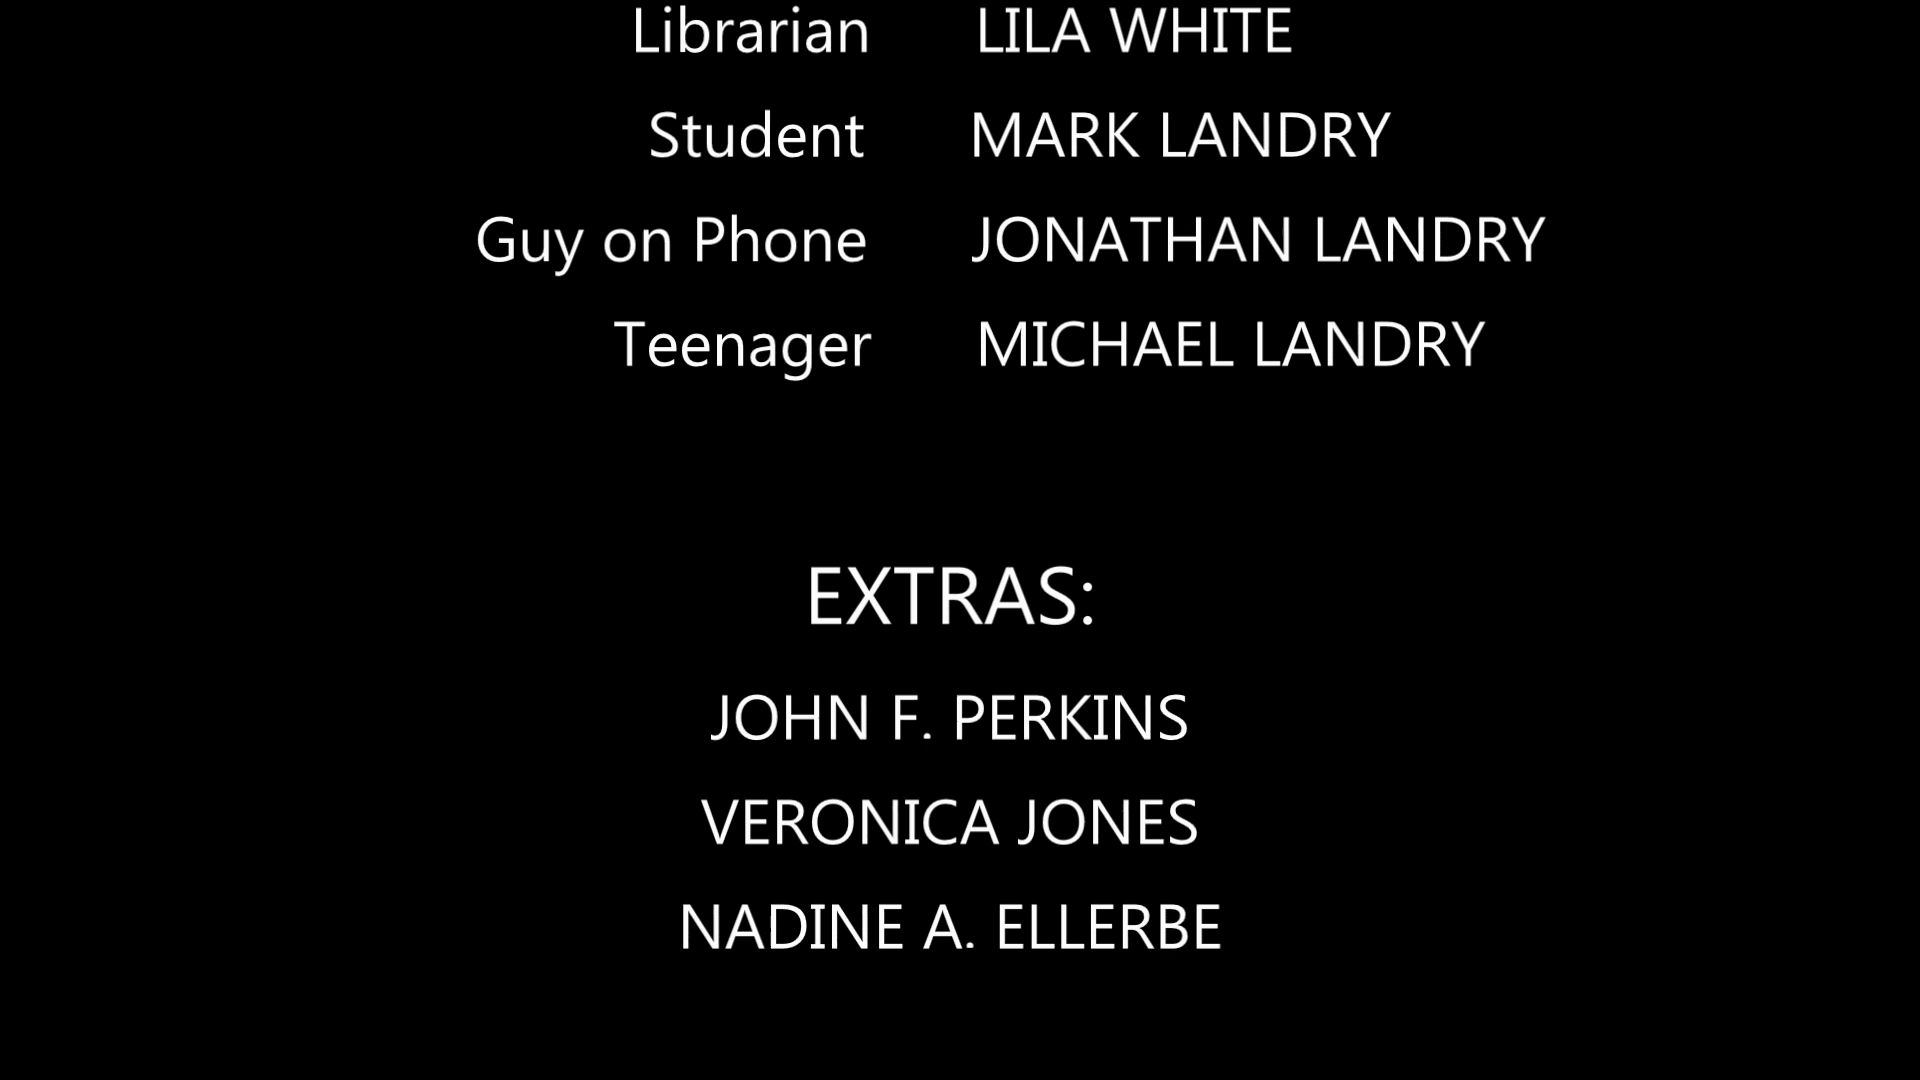 Librarian LILA WHITE
Student MARK LANDRY
Guy on Phone JONATHAN LANDRY
Teenager MICHAEL LANDRY
EXTRAS:
JOHN F. PERKINS
VERONICA JONES
NADINE A. ELLERBE